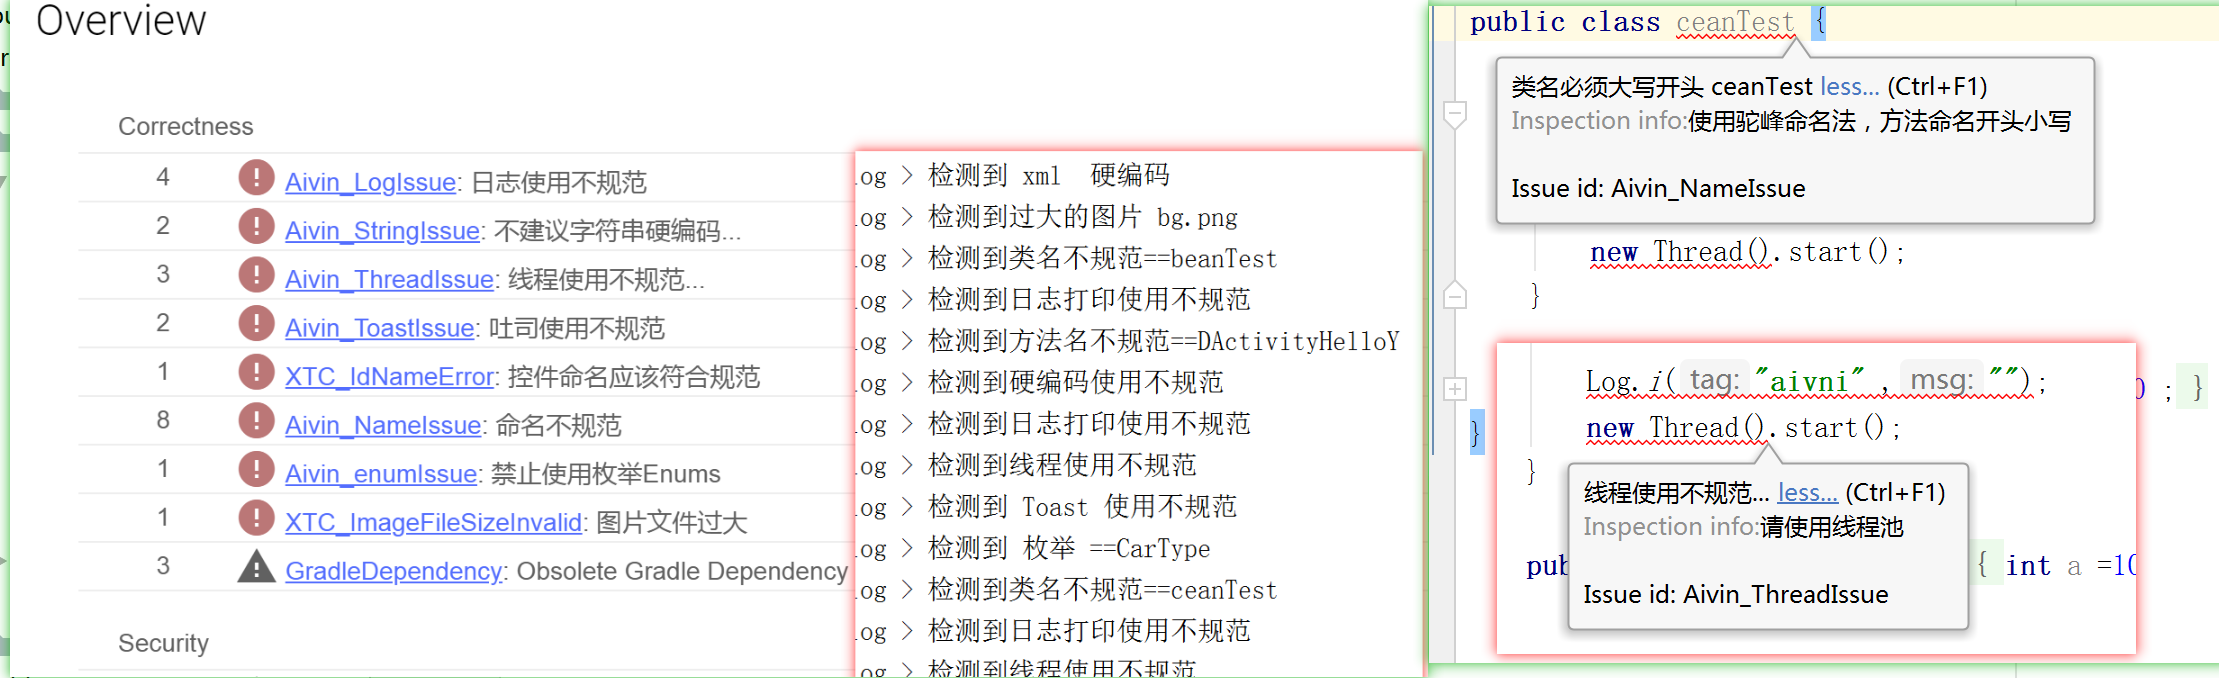 Overview
Correctness
4 Aivin_LogIssue: 日志使用不规范
2 Aivin_StringIssue: 不建议字符串硬编码...
3 Aivin_ThreadIssue: 线程使用不规范...
2 Aivin_ToastIssue: 吐司使用不规范
1 XTC_IdNameError: 控件命名应该符合规范
8 Aivin_NameIssue: 命名不规范
1 Aivin_enumIssue: 禁止使用枚举Enums
1 XTC_ImageFileSizeInvalid: 图片文件过大
3 GradleDependency: Obsolete Gradle Dependency
Security
og > 检测到 xml 硬编码
og > 检测到过大的图片 bg.png
og > 检测到类名不规范==beanTest
og > 检测到日志打印使用不规范
og > 检测到方法名不规范==DActivityHelloY
og > 检测到硬编码使用不规范
og > 检测到日志打印使用不规范
og > 检测到线程使用不规范
og > 检测到 Toast 使用不规范
og > 检测到 枚举 ==CarType
og > 检测到类名不规范==ceanTest
og > 检测到日志打印使用不规范
og > 检测到线程使用不规范
public class ceanTest {
类名必须大写开头 ceanTest less... (Ctrl+F1)
Inspection info:使用驼峰命名法，方法命名开头小写
Issue id: Aivin_NameIssue
new Thread().start();
}
Log.i( tag: "aivni" , msg: "");
0 ; }
new Thread().start();
}
}
线程使用不规范... less... (Ctrl+F1)
Inspection info:请使用线程池
Issue id: Aivin_ThreadIssue
pub { int a =10